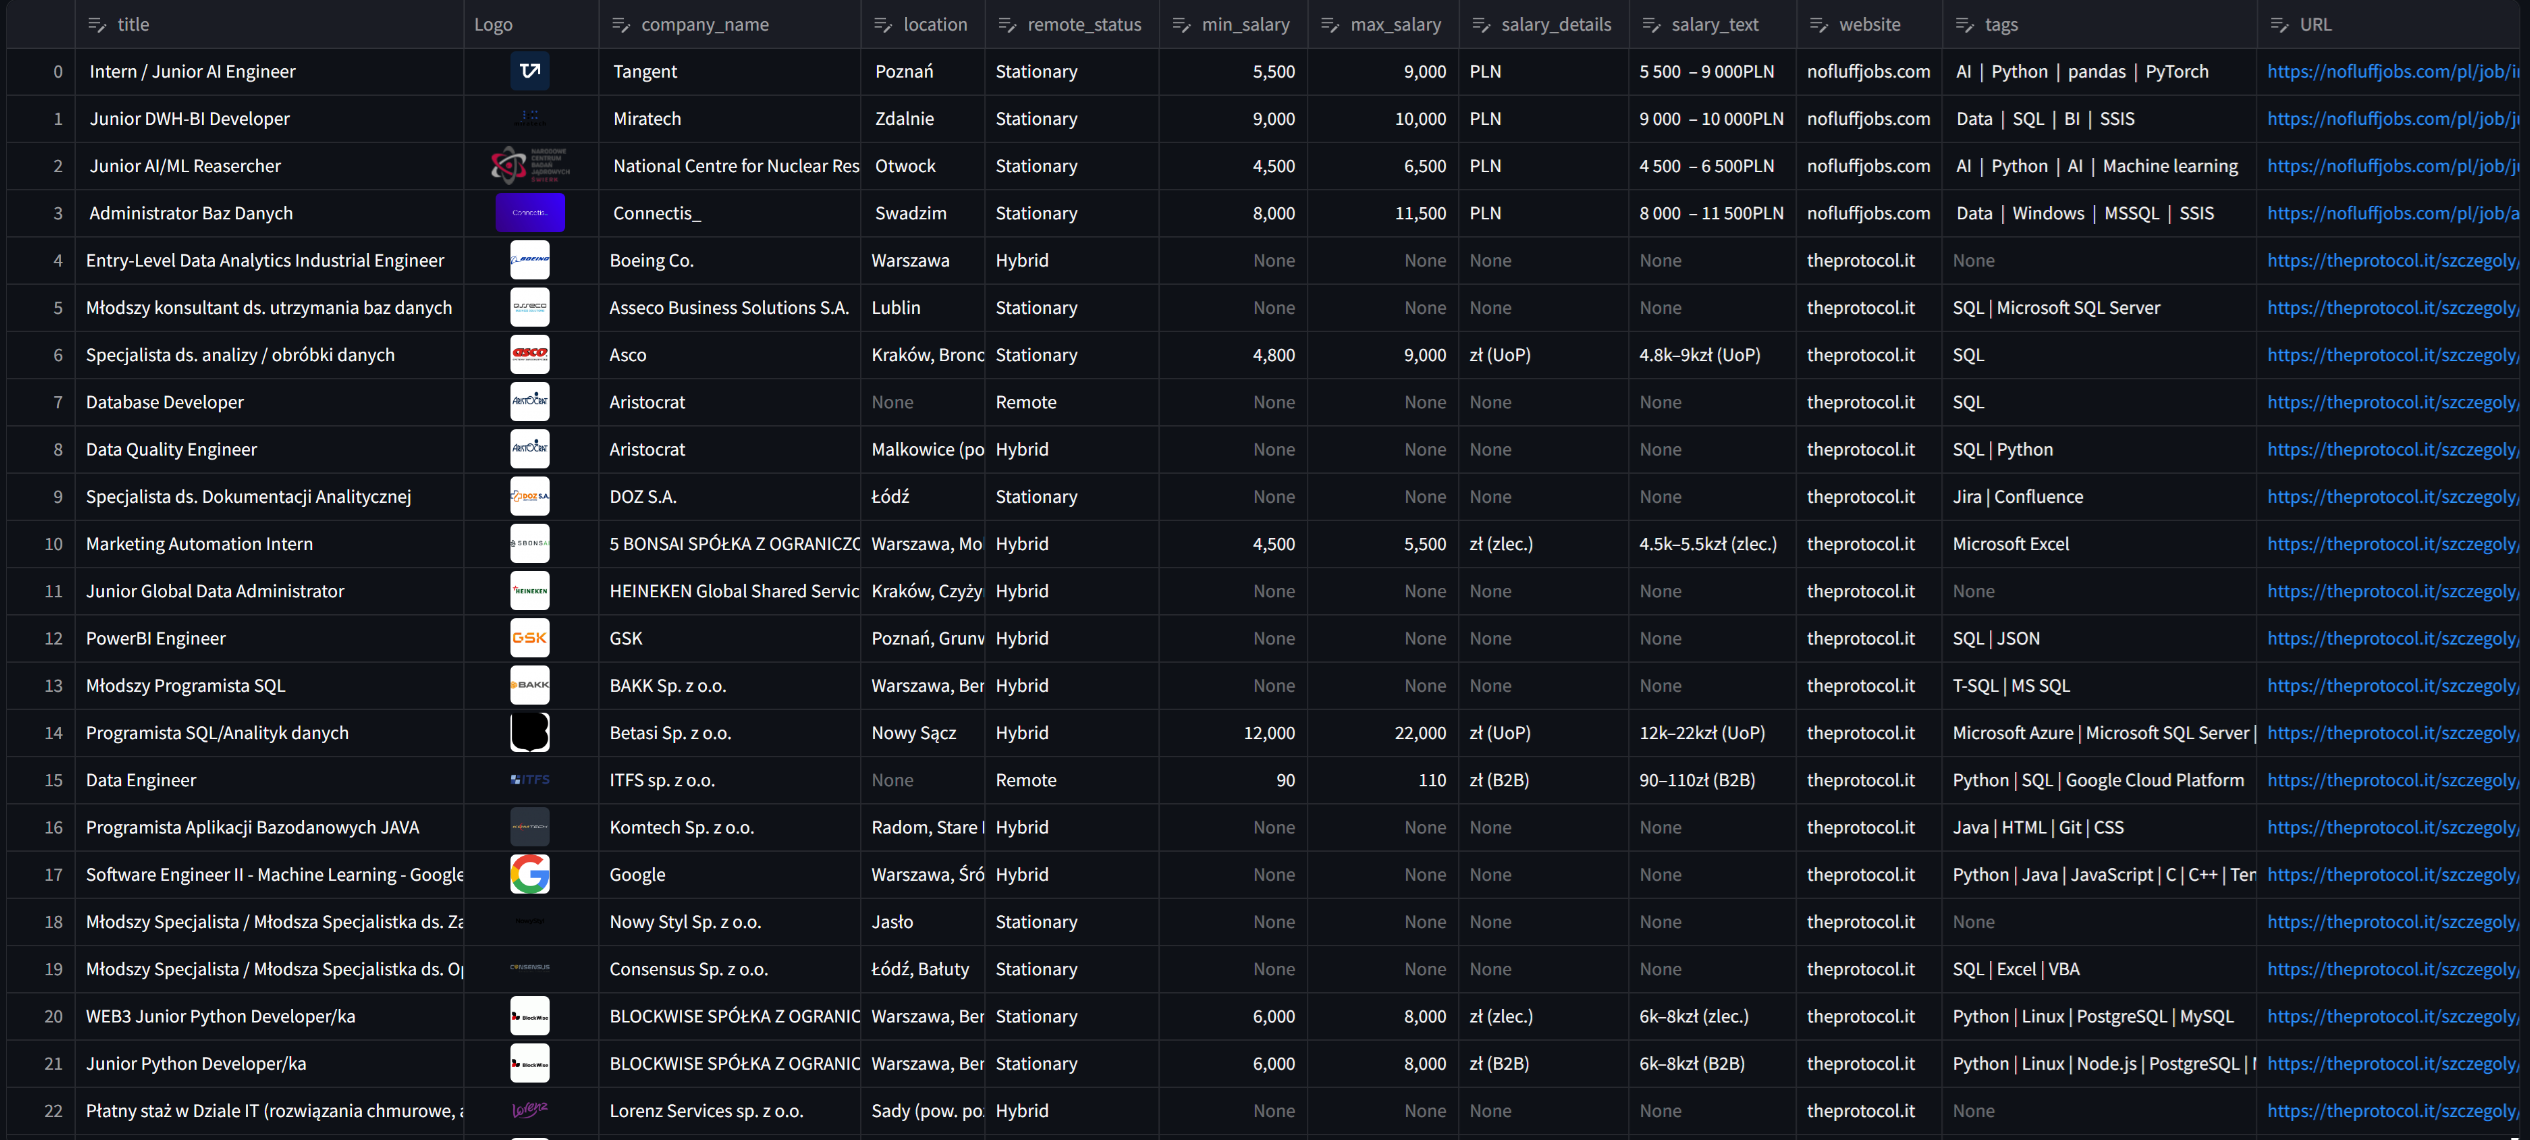 title Logo company_name location remote_status min_salary max_salary salary_details salary_text website tags URL
0 Intern / Junior AI Engineer Tangent Poznań Stationary 5,500 9,000 PLN 5 500 – 9 000PLN nofluffjobs.com AI | Python | pandas | PyTorch https://nofluffjobs.com/pl/job/i
1 Junior DWH-BI Developer Miratech Zdalnie Stationary 9,000 10,000 PLN 9 000 – 10 000PLN nofluffjobs.com Data | SQL | BI | SSIS https://nofluffjobs.com/pl/job/j
2 Junior AI/ML Reasercher NARODOWE CENTRUM BADAŃ JĄDROWYCH ŚWIERK National Centre for Nuclear Res Otwock Stationary 4,500 6,500 PLN 4 500 – 6 500PLN nofluffjobs.com AI | Python | AI | Machine learning https://nofluffjobs.com/pl/job/j
3 Administrator Baz Danych Connectis_ Connectis_ Swadzim Stationary 8,000 11,500 PLN 8 000 – 11 500PLN nofluffjobs.com Data | Windows | MSSQL | SSIS https://nofluffjobs.com/pl/job/a
4 Entry-Level Data Analytics Industrial Engineer BOEING Boeing Co. Warszawa Hybrid None None None None theprotocol.it None https://theprotocol.it/szczegoly/
5 Młodszy konsultant ds. utrzymania baz danych asseco Asseco Business Solutions S.A. Lublin Stationary None None None None theprotocol.it SQL | Microsoft SQL Server https://theprotocol.it/szczegoly/
6 Specjalista ds. analizy / obróbki danych asco Asco Kraków, Bronc Stationary 4,800 9,000 zł (UoP) 4.8k–9kzł (UoP) theprotocol.it SQL https://theprotocol.it/szczegoly/
7 Database Developer ARISTOCRAT Aristocrat None Remote None None None None theprotocol.it SQL https://theprotocol.it/szczegoly/
8 Data Quality Engineer ARISTOCRAT Aristocrat Malkowice (po Hybrid None None None None theprotocol.it SQL | Python https://theprotocol.it/szczegoly/
9 Specjalista ds. Dokumentacji Analitycznej DOZ S.A. DOZ S.A. Łódź Stationary None None None None theprotocol.it Jira | Confluence https://theprotocol.it/szczegoly/
10 Marketing Automation Intern 5BONSAI 5 BONSAI SPÓŁKA Z OGRANICZO Warszawa, Mo Hybrid 4,500 5,500 zł (zlec.) 4.5k–5.5kzł (zlec.) theprotocol.it Microsoft Excel https://theprotocol.it/szczegoly/
11 Junior Global Data Administrator HEINEKEN HEINEKEN Global Shared Servic Kraków, Czyży Hybrid None None None None theprotocol.it None https://theprotocol.it/szczegoly/
12 PowerBI Engineer GSK GSK Poznań, Grunw Hybrid None None None None theprotocol.it SQL | JSON https://theprotocol.it/szczegoly/
13 Młodszy Programista SQL BAKK BAKK Sp. z o.o. Warszawa, Ber Hybrid None None None None theprotocol.it T-SQL | MS SQL https://theprotocol.it/szczegoly/
14 Programista SQL/Analityk danych Betasi Sp. z o.o. Nowy Sącz Hybrid 12,000 22,000 zł (UoP) 12k–22kzł (UoP) theprotocol.it Microsoft Azure | Microsoft SQL Server | https://theprotocol.it/szczegoly/
15 Data Engineer ITFS ITFS sp. z o.o. None Remote 90 110 zł (B2B) 90–110zł (B2B) theprotocol.it Python | SQL | Google Cloud Platform https://theprotocol.it/szczegoly/
16 Programista Aplikacji Bazodanowych JAVA KOMTECH Komtech Sp. z o.o. Radom, Stare Hybrid None None None None theprotocol.it Java | HTML | Git | CSS https://theprotocol.it/szczegoly/
17 Software Engineer II - Machine Learning - Google Google Warszawa, Śró Hybrid None None None None theprotocol.it Python | Java | JavaScript | C | C++ | Ten https://theprotocol.it/szczegoly/
18 Młodszy Specjalista / Młodsza Specjalistka ds. Za Nowy Styl Sp. z o.o. Jasło Stationary None None None None theprotocol.it None https://theprotocol.it/szczegoly/
19 Młodszy Specjalista / Młodsza Specjalistka ds. Op CONSENSUS Consensus Sp. z o.o. Łódź, Bałuty Stationary None None None None theprotocol.it SQL | Excel | VBA https://theprotocol.it/szczegoly/
20 WEB3 Junior Python Developer/ka BlockWise BLOCKWISE SPÓŁKA Z OGRANIC Warszawa, Ber Stationary 6,000 8,000 zł (zlec.) 6k–8kzł (zlec.) theprotocol.it Python | Linux | PostgreSQL | MySQL https://theprotocol.it/szczegoly/
21 Junior Python Developer/ka BlockWise BLOCKWISE SPÓŁKA Z OGRANIC Warszawa, Ber Stationary 6,000 8,000 zł (B2B) 6k–8kzł (B2B) theprotocol.it Python | Linux | Node.js | PostgreSQL | https://theprotocol.it/szczegoly/
22 Płatny staż w Dziale IT (rozwiązania chmurowe, a Lorenz Lorenz Services sp. z o.o. Sady (pow. po Hybrid None None None None theprotocol.it None https://theprotocol.it/szczegoly/